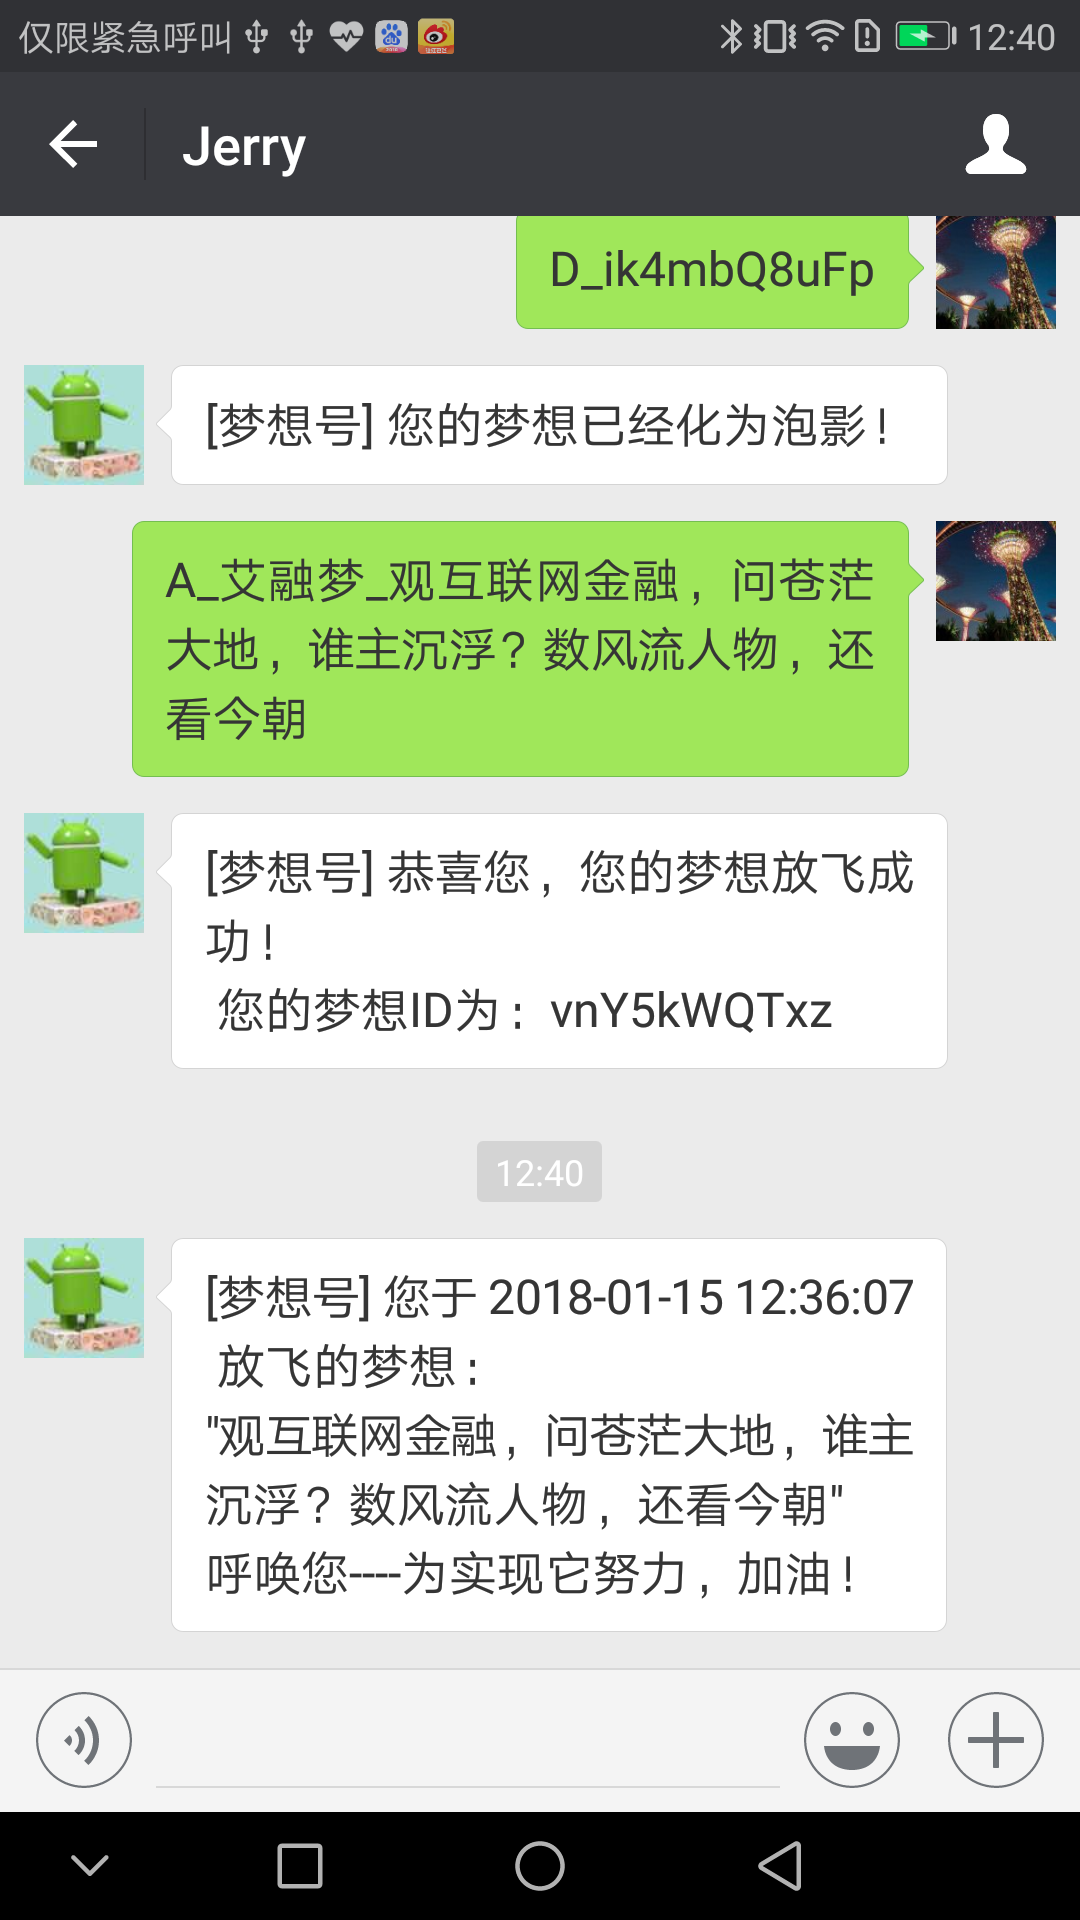 仅限紧急呼叫 12:40
Jerry
D_ik4mbQ8uFp
[梦想号] 您的梦想已经化为泡影!
A_艾融梦_观互联网金融，问苍茫
大地，谁主沉浮？数风流人物，还
看今朝
[梦想号] 恭喜您，您的梦想放飞成
功!
您的梦想ID为：vnY5kWQTxz
12:40
[梦想号] 您于 2018-01-15 12:36:07
放飞的梦想：
"观互联网金融，问苍茫大地，谁主
沉浮？数风流人物，还看今朝"
呼唤您----为实现它努力，加油!